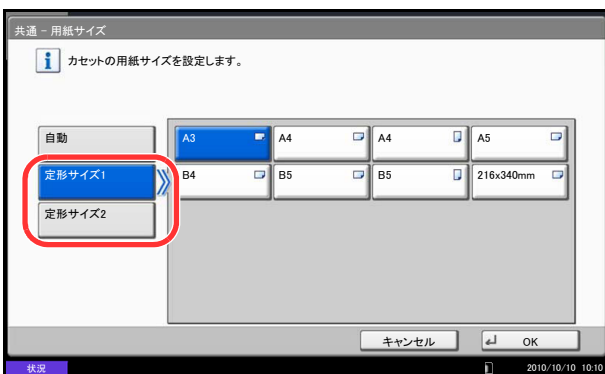 共通 - 用紙サイズ
カセットの用紙サイズを設定します。
自動
A3 A4 A4 A5
定形サイズ1
B4 B5 B5 216x340mm
定形サイズ2
キャンセル OK
状況 2010/10/10 10:10